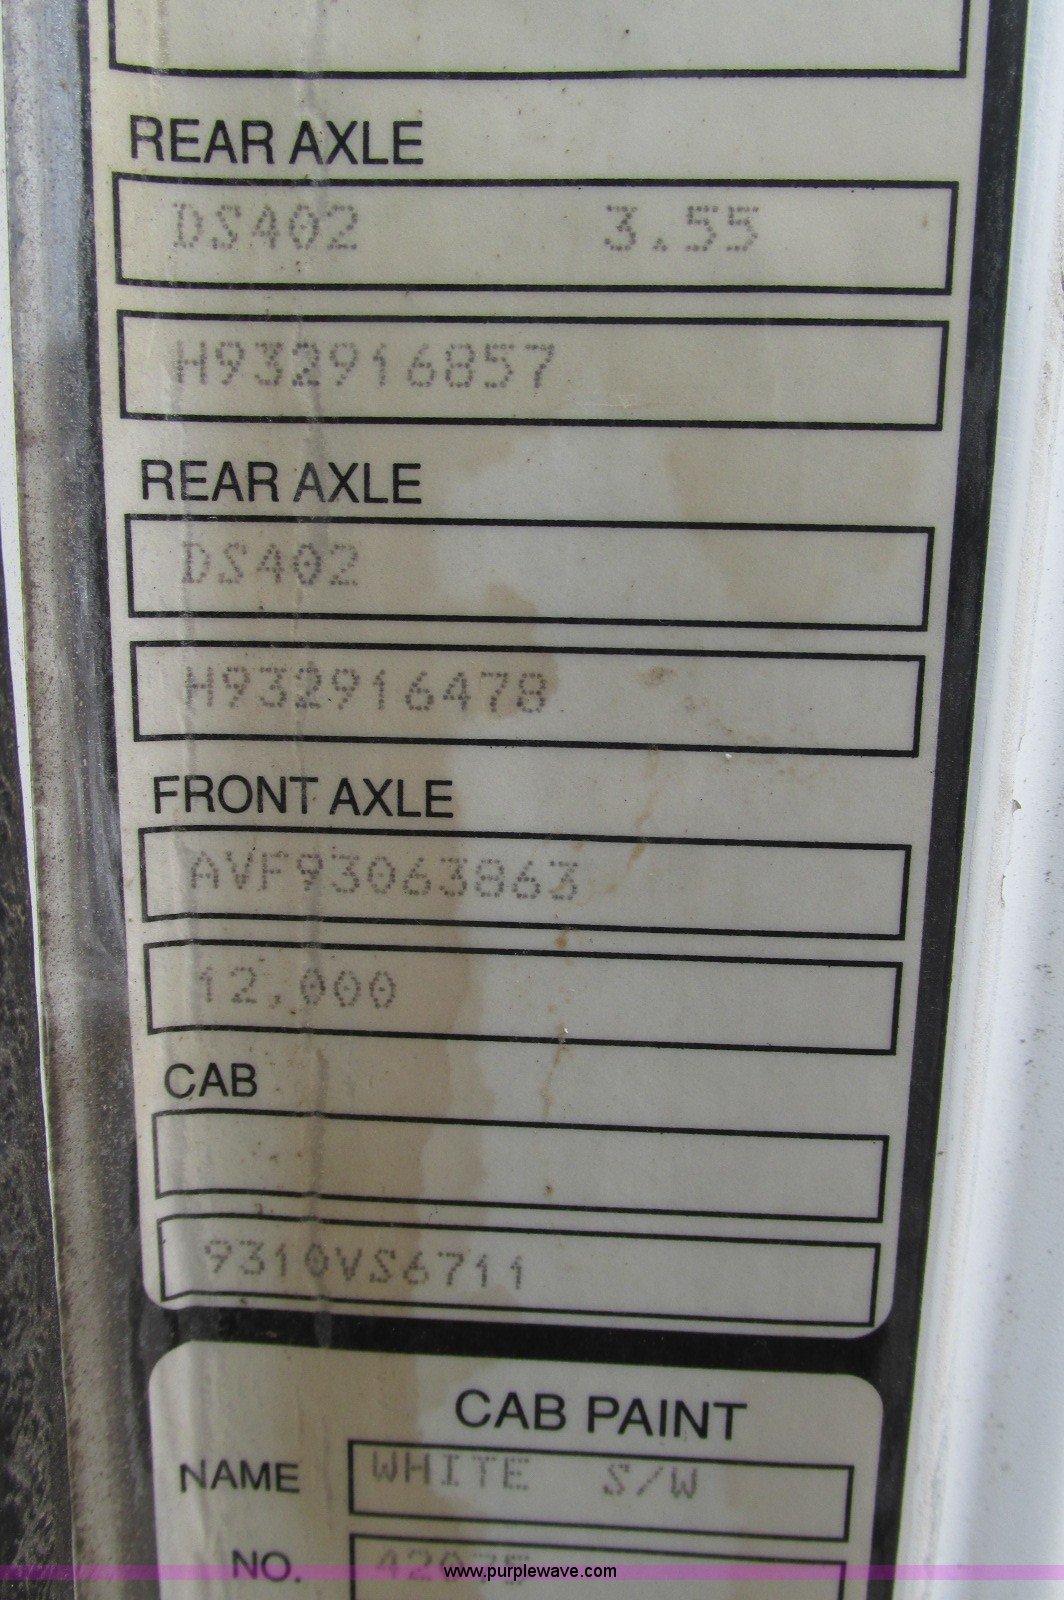 REAR AXLE
DS402 3.55
H932916857
REAR AXLE
DS402
H932916478
FRONT AXLE
AVF93063863
12,000
CAB
9310VS6711
CAB PAINT
NAME WHITE S/W
NO. 42075
www.purplewave.com